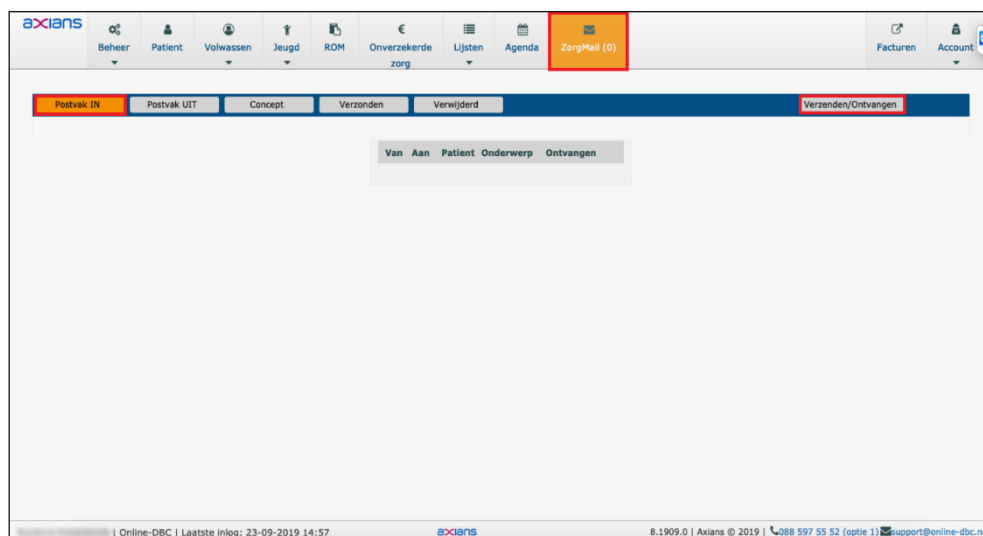 axians
Beheer Patient Volwassen Jeugd ROM Onverzekerde zorg Lijsten Agenda ZorgMail (0) Facturen Account
Postvak IN Postvak UIT Concept Verzonden Verwijderd Verzenden/Ontvangen
Van Aan Patient Onderwerp Ontvangen
| Online-DBC | Laatste inlog: 23-09-2019 14:57 axians 8.1909.0 | Axians © 2019 | 088 597 55 52 (optie 1) support@online-dbc.nl